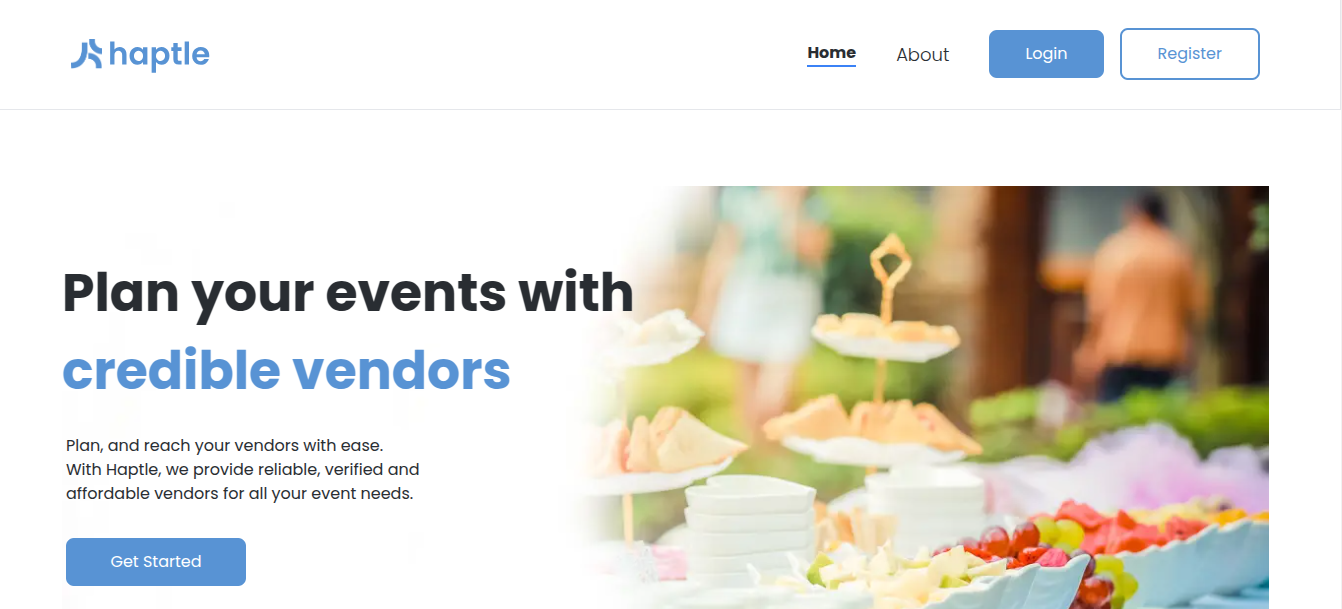 haptle
Home
About
Login
Register
Plan your events with
credible vendors
Plan, and reach your vendors with ease.
With Haptle, we provide reliable, verified and
affordable vendors for all your event needs.
Get Started